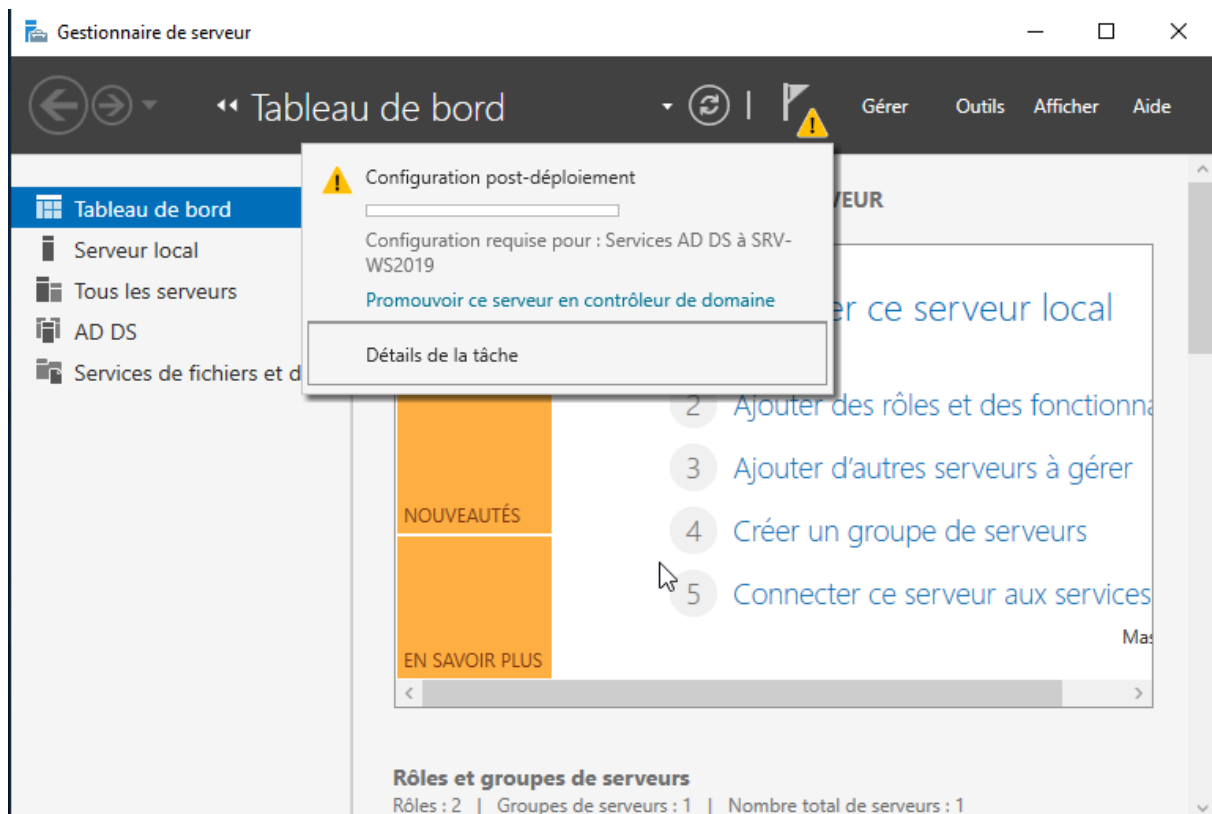 Gestionnaire de serveur
Tableau de bord
Gérer Outils Afficher Aide
Configuration post-déploiement
Configuration requise pour : Services AD DS à SRV-
WS2019
Promouvoir ce serveur en contrôleur de domaine
Détails de la tâche
Tableau de bord
Serveur local
Tous les serveurs
AD DS
Services de fichiers et d
EUR
er ce serveur local
2 Ajouter des rôles et des fonctionna
3 Ajouter d’autres serveurs à gérer
4 Créer un groupe de serveurs
5 Connecter ce serveur aux services
Mas
NOUVEAUTÉS
EN SAVOIR PLUS
Rôles et groupes de serveurs
Rôles : 2 | Groupes de serveurs : 1 | Nombre total de serveurs : 1